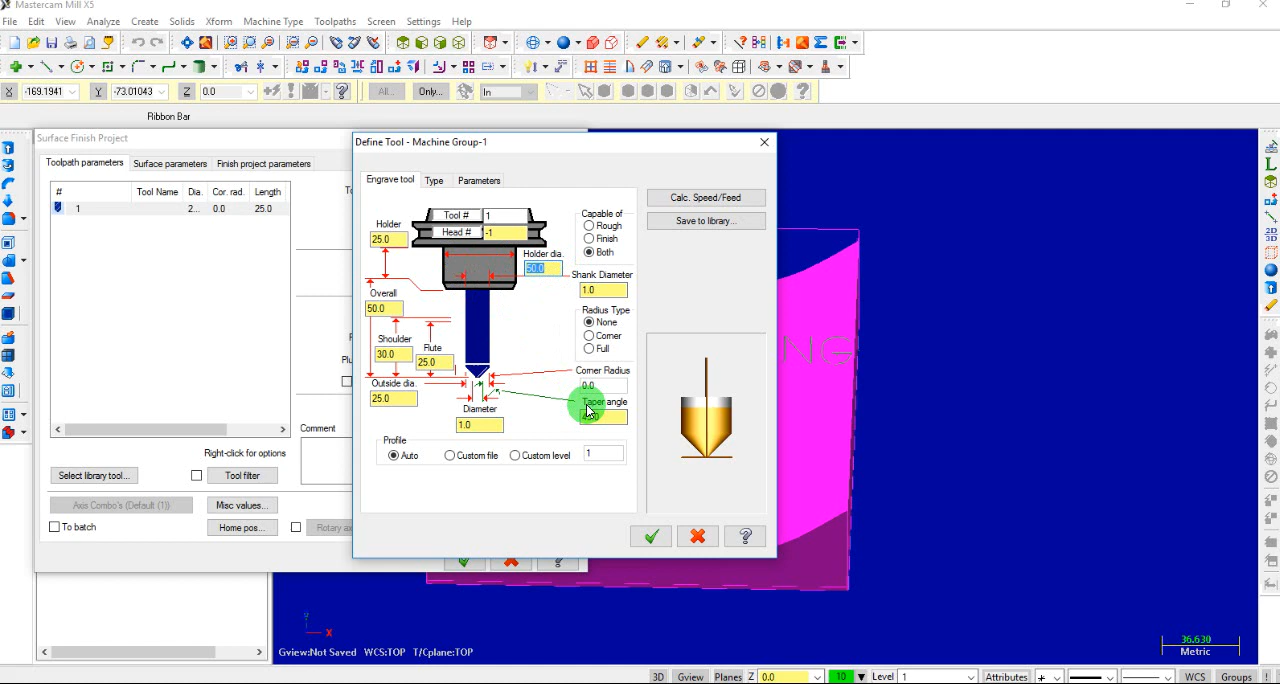 Mastercam Mill X5
File Edit View Analyze Create Solids Xform Machine Type Toolpaths Screen Settings Help
X -169.1941 Y -73.01043 Z 0.0 All... Only... In
Ribbon Bar
Surface Finish Project
Toolpath parameters Surface parameters Finish project parameters
# Tool Name Dia. Cor. rad. Length
1 2... 0.0 25.0
Right-click for options
Comment
Select library tool... Tool filter
Axis Combo's (Default (1)) Misc values...
To batch Home pos... Rotary ax
Define Tool - Machine Group-1
Engrave tool Type Parameters
Calc. Speed/Feed
Save to library...
Tool # 1
Head # -1
Holder
25.0
Holder dia.
50.0
Capable of
Rough
Finish
Both
Shank Diameter
1.0
Overall
50.0
Radius Type
None
Corner
Full
Shoulder
30.0
Flute
25.0
Corner Radius
0.0
Outside dia.
25.0
Taper angle
Diameter
1.0
Profile
Auto Custom file Custom level 1
NG
X
Gview:Not Saved WCS:TOP T/Cplane:TOP
36.630
Metric
3D Gview Planes Z 0.0 10 Level 1 Attributes WCS Groups